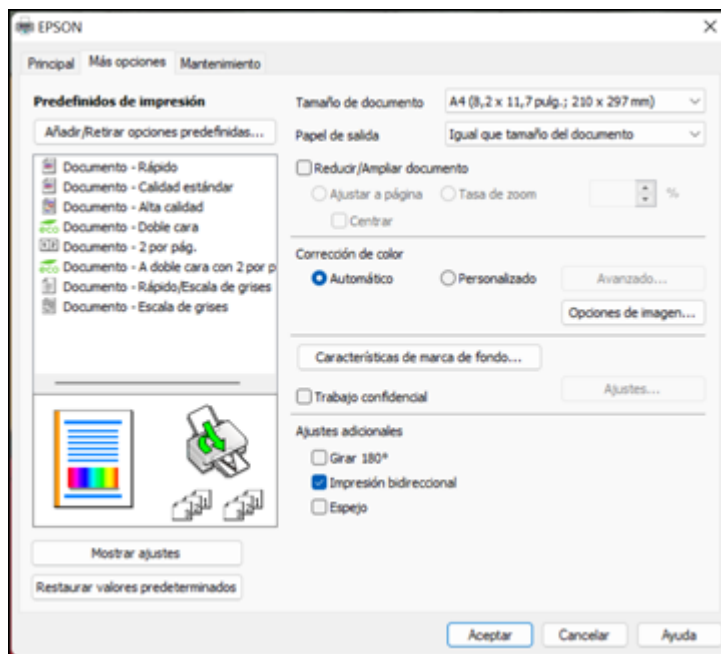 EPSON
Principal Más opciones Mantenimiento
Predefinidos de impresión
Añadir/Retirar opciones predefinidas...
Documento - Rápido
Documento - Calidad estándar
Documento - Alta calidad
Documento - Doble cara
Documento - 2 por pág.
Documento - A doble cara con 2 por p
Documento - Rápido/Escala de grises
Documento - Escala de grises
Mostrar ajustes
Restaurar valores predeterminados
Tamaño de documento A4 (8,2 x 11,7 pulg.; 210 x 297 mm)
Papel de salida Igual que tamaño del documento
Reducir/Ampliar documento
Ajustar a página Tasa de zoom %
Centrar
Corrección de color
Automático Personalizado Avanzado...
Opciones de imagen...
Características de marca de fondo...
Trabajo confidencial Ajustes...
Ajustes adicionales
Girar 180°
Impresión bidireccional
Espejo
Aceptar Cancelar Ayuda